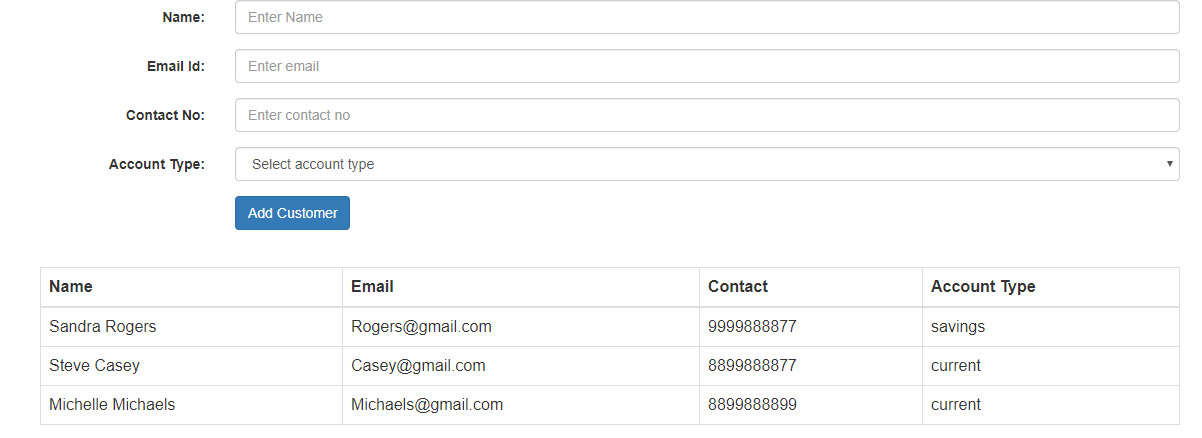 Name: Enter Name
Email Id: Enter email
Contact No: Enter contact no
Account Type: Select account type
Add Customer
Name Email Contact Account Type
Sandra Rogers Rogers@gmail.com 9999888877 savings
Steve Casey Casey@gmail.com 8899888877 current
Michelle Michaels Michaels@gmail.com 8899888899 current